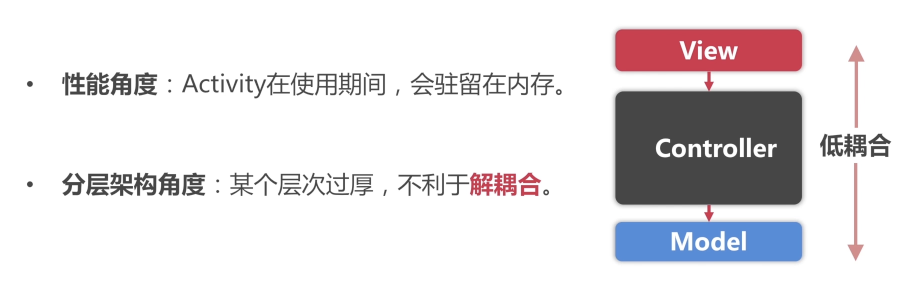 • 性能角度：Activity在使用期间，会驻留在内存。
• 分层架构角度：某个层次过厚，不利于解耦合。
View
Controller
Model
低耦合